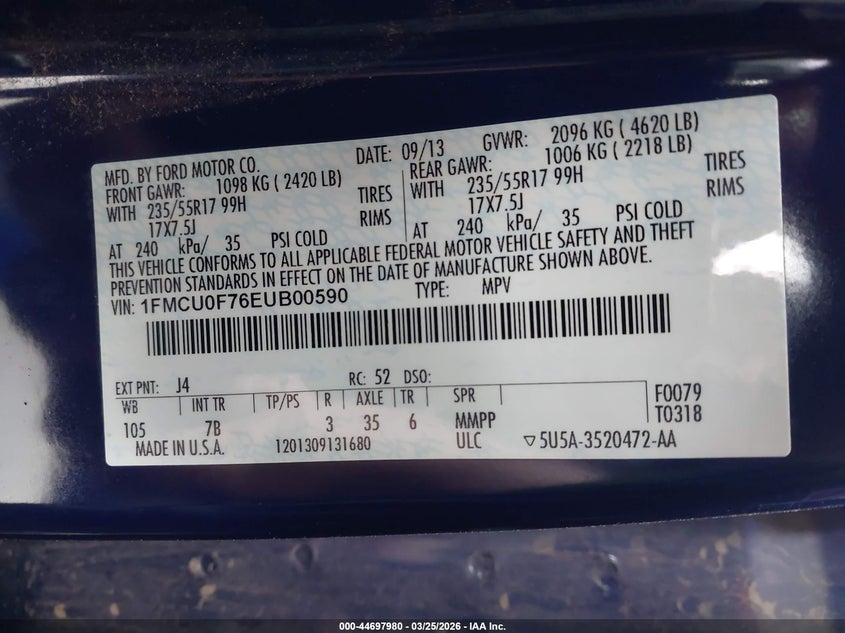 MFD. BY FORD MOTOR CO. DATE: 09/13 GVWR: 2096 KG ( 4620 LB)
FRONT GAWR: 1098 KG ( 2420 LB) REAR GAWR: 1006 KG ( 2218 LB)
WITH 235/55R17 99H TIRES WITH 235/55R17 99H TIRES
17X7.5J RIMS 17X7.5J RIMS
AT 240 kPa/ 35 PSI COLD AT 240 kPa/ 35 PSI COLD
THIS VEHICLE CONFORMS TO ALL APPLICABLE FEDERAL MOTOR VEHICLE SAFETY AND THEFT
PREVENTION STANDARDS IN EFFECT ON THE DATE OF MANUFACTURE SHOWN ABOVE.
VIN: 1FMCU0F76EUB00590 TYPE: MPV
EXT PNT: J4 RC: 52 DSO:
WB INT TR TP/PS R AXLE TR SPR F0079
105 7B 3 35 6 MMPP T0318
MADE IN U.S.A. 1201309131680 ULC ▽5U5A-3520472-AA
000-44697980 - 03/25/2026 - IAA Inc.